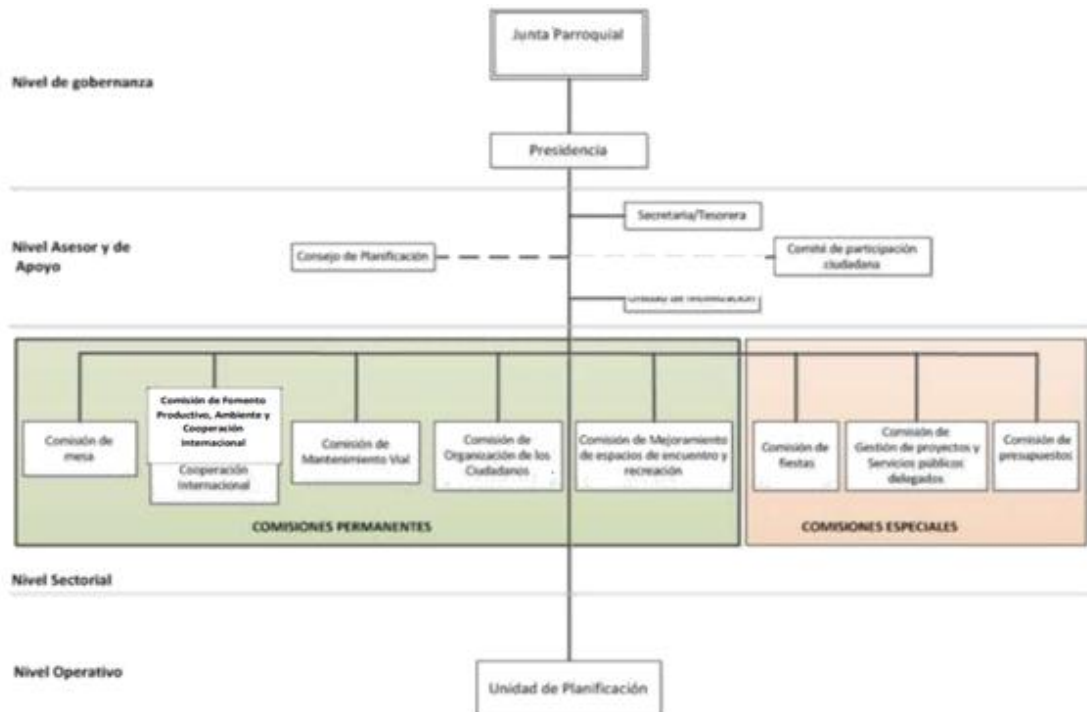 Junta Parroquial
Nivel de gobernanza
Presidencia
Secretaria/Tesorera
Nivel Asesor y de
Apoyo
Consejo de Planificación
Comité de participación
ciudadana
Unidad de
Comisión de
mesa
Comisión de Fomento
Productivo, Ambiente y
Cooperación
Internacional
Cooperación
Internacional
Comisión de
Mantenimiento Vial
Comisión de
Organización de los
Ciudadanos
Comisión de Mejoramiento
de espacios de encuentro y
recreación
Comisión de
fiestas
Comisión de
Gestión de proyectos y
Servicios públicos
delegados
Comisión de
presupuestos
COMISIONES PERMANENTES
COMISIONES ESPECIALES
Nivel Sectorial
Nivel Operativo
Unidad de Planificación